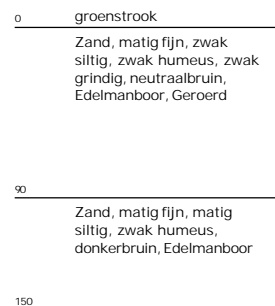 0 groenstrook
Zand, matig fijn, zwak
siltig, zwak humeus, zwak
grindig, neutraalbruin,
Edelmanboor, Geroerd
90
Zand, matig fijn, matig
siltig, zwak humeus,
donkerbruin, Edelmanboor
150